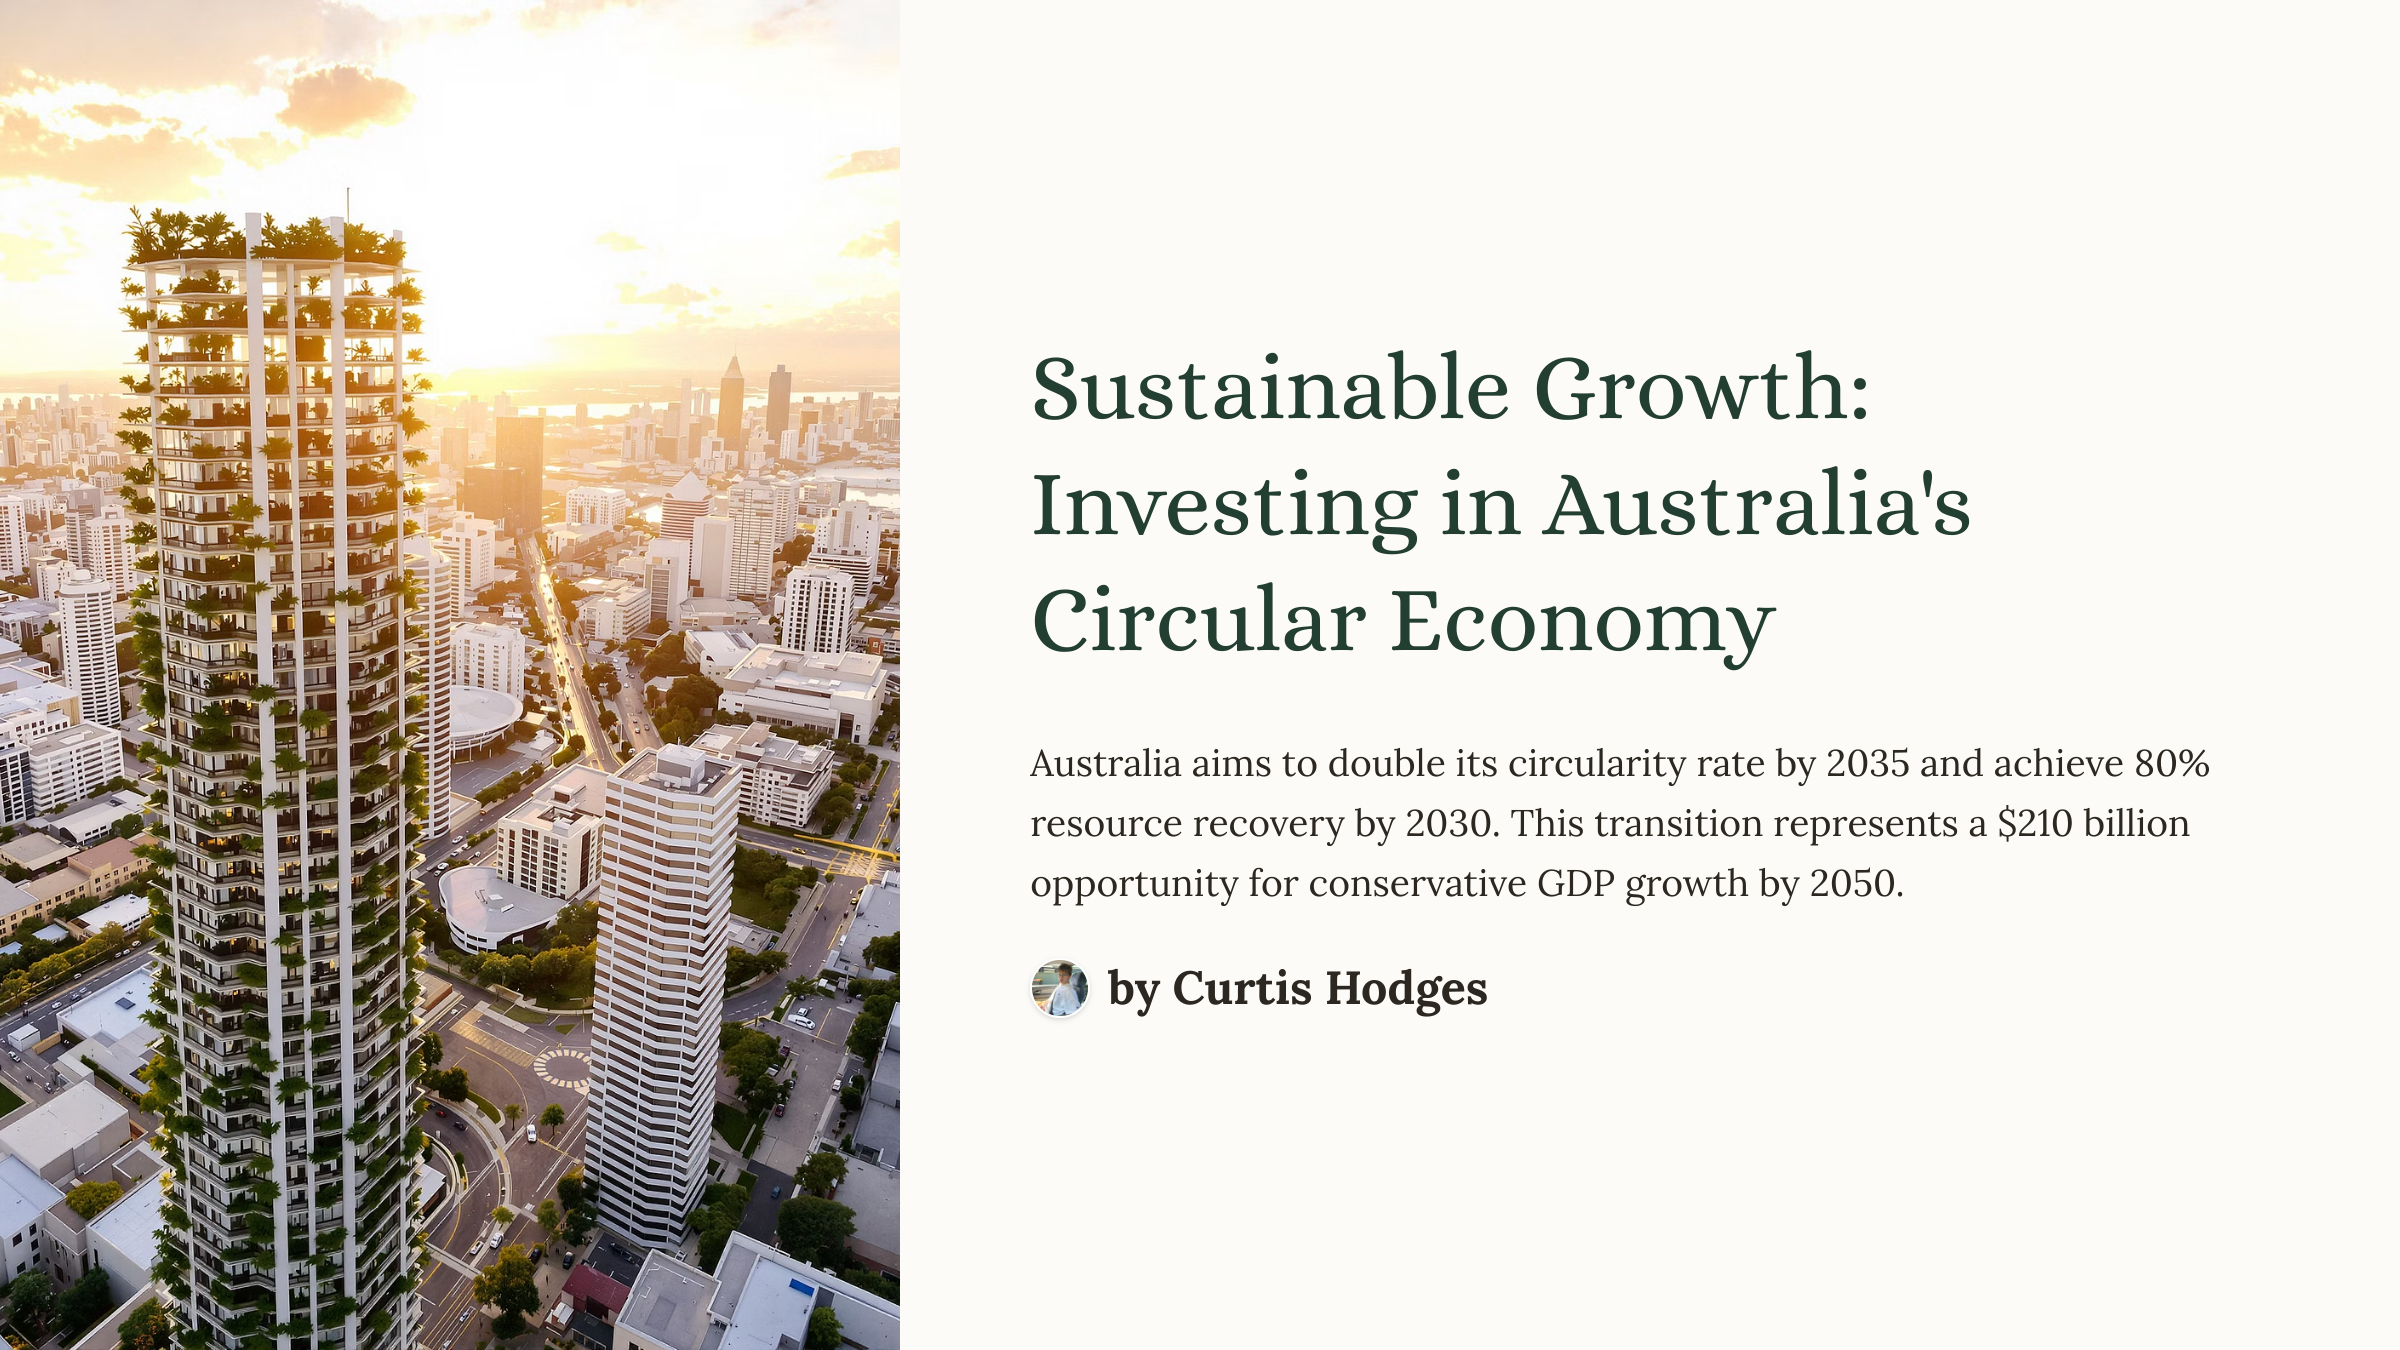 Sustainable Growth:
Investing in Australia's
Circular Economy
Australia aims to double its circularity rate by 2035 and achieve 80%
resource recovery by 2030. This transition represents a $210 billion
opportunity for conservative GDP growth by 2050.
by Curtis Hodges